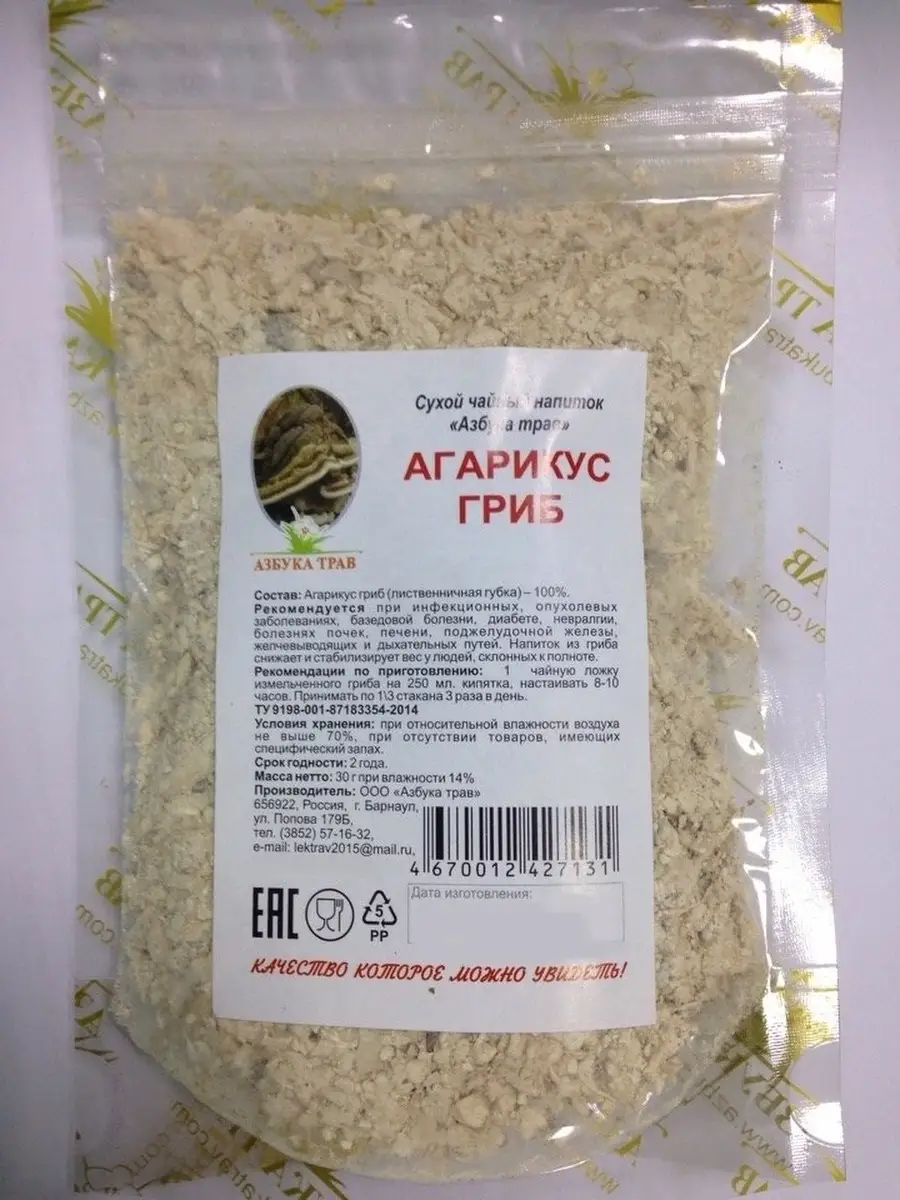 Сухой чайный напиток
«Азбука трав»
АГАРИКУС
ГРИБ
АЗБУКА ТРАВ
Состав: Агарикус гриб (лиственничная губка) – 100%.
Рекомендуется при инфекционных, опухолевых
заболеваниях, базедовой болезни, диабете, невралгии,
болезнях почек, печени, поджелудочной железы,
желчевыводящих и дыхательных путей. Напиток из гриба
снижает и стабилизирует вес у людей, склонных к полноте.
Рекомендации по приготовлению: 1 чайную ложку
измельченного гриба на 250 мл. кипятка, настаивать 8-10
часов. Принимать по 1\3 стакана 3 раза в день.
ТУ 9198-001-87183354-2014
Условия хранения: при относительной влажности воздуха
не выше 70%, при отсутствии товаров, имеющих
специфический запах.
Срок годности: 2 года.
Масса нетто: 30 г при влажности 14%
Производитель: ООО «Азбука трав»
656922, Россия, г. Барнаул,
ул. Попова 179Б,
тел. (3852) 57-16-32,
e-mail: lektrav2015@mail.ru,
4 670012 427131
Дата изготовления:
EAC
5
PP
КАЧЕСТВО КОТОРОЕ МОЖНО УВИДЕТЬ!